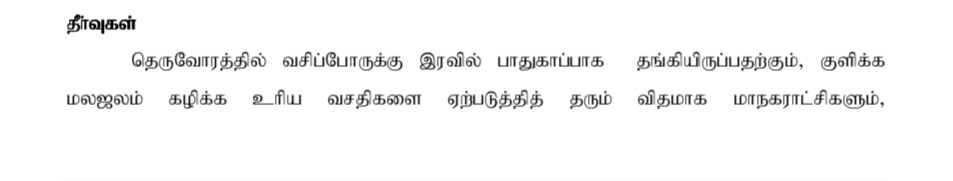 தீர்வுகள்
தெருவோரத்தில் வசிப்போருக்கு இரவில் பாதுகாப்பாக தங்கியிருப்பதற்கும், குளிக்க
மலஜலம் கழிக்க உரிய வசதிகளை ஏற்படுத்தித் தரும் விதமாக மாநகராட்சிகளும்,